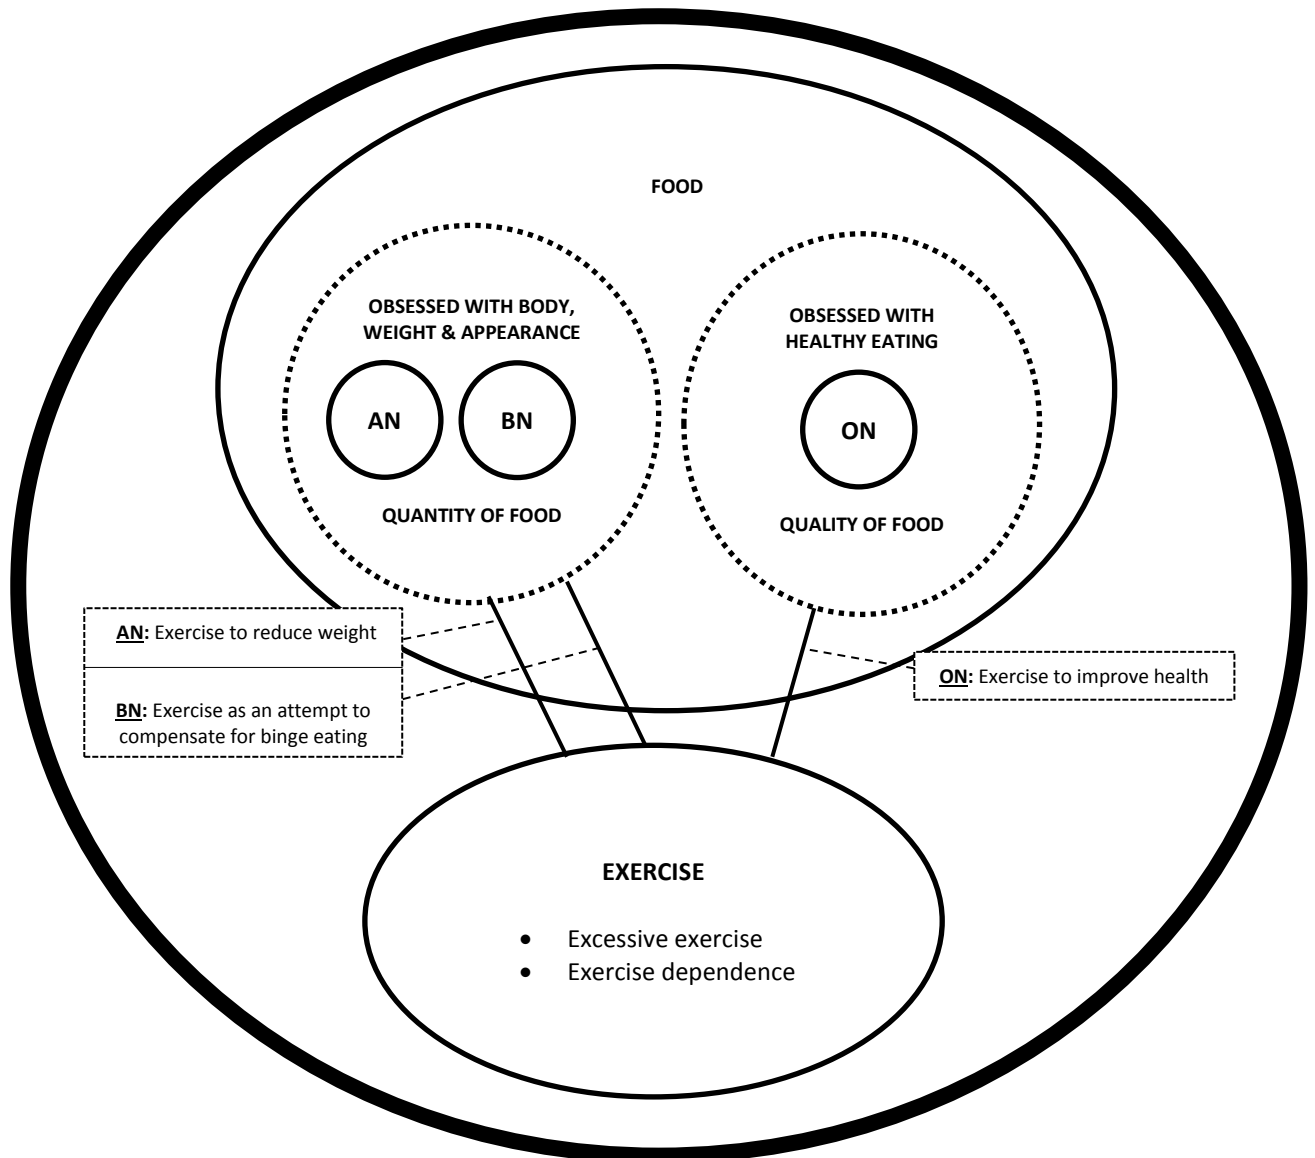 FOOD
OBSESSED WITH BODY,
WEIGHT & APPEARANCE
AN
BN
QUANTITY OF FOOD
OBSESSED WITH
HEALTHY EATING
ON
QUALITY OF FOOD
AN: Exercise to reduce weight
BN: Exercise as an attempt to
compensate for binge eating
ON: Exercise to improve health
EXERCISE
• Excessive exercise
• Exercise dependence